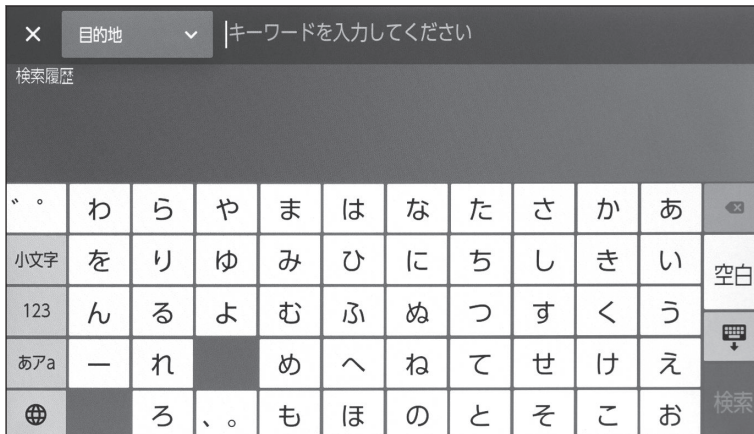 × 目的地 キーワードを入力してください
検索履歴
゛゜ わ ら や ま は な た さ か あ
小文字 を り ゆ み ひ に ち し き い 空白
123 ん る よ む ふ ぬ つ す く う
あアa ー れ め へ ね て せ け え
ろ 、。 も ほ の と そ こ お 検索